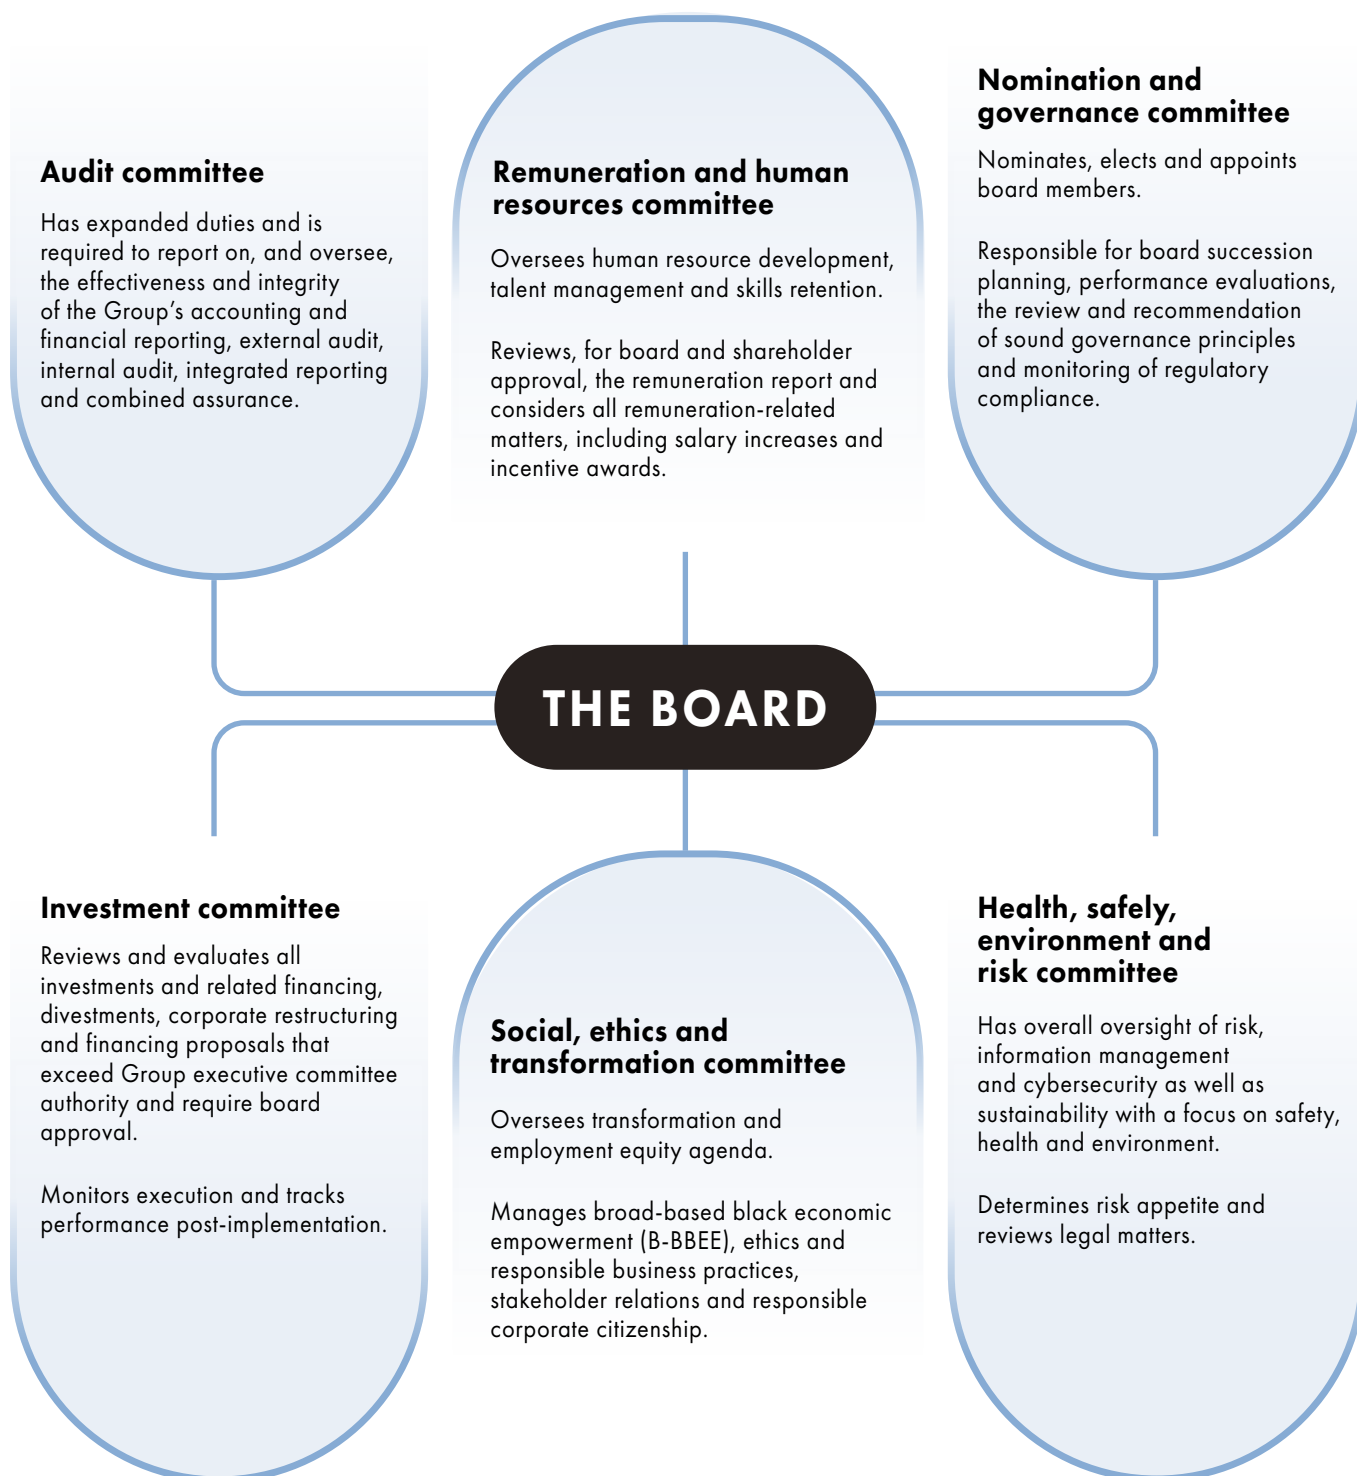 Audit committee
Has expanded duties and is
required to report on, and oversee,
the effectiveness and integrity
of the Group's accounting and
financial reporting, external audit,
internal audit, integrated reporting
and combined assurance.
Remuneration and human
resources committee
Oversees human resource development,
talent management and skills retention.
Reviews, for board and shareholder
approval, the remuneration report and
considers all remuneration-related
matters, including salary increases and
incentive awards.
Nomination and
governance committee
Nominates, elects and appoints
board members.
Responsible for board succession
planning, performance evaluations,
the review and recommendation
of sound governance principles
and monitoring of regulatory
compliance.
THE BOARD
Investment committee
Reviews and evaluates all
investments and related financing,
divestments, corporate restructuring
and financing proposals that
exceed Group executive committee
authority and require board
approval.
Monitors execution and tracks
performance post-implementation.
Social, ethics and
transformation committee
Oversees transformation and
employment equity agenda.
Manages broad-based black economic
empowerment (B-BBEE), ethics and
responsible business practices,
stakeholder relations and responsible
corporate citizenship.
Health, safely,
environment and
risk committee
Has overall oversight of risk,
information management
and cybersecurity as well as
sustainability with a focus on safety,
health and environment.
Determines risk appetite and
reviews legal matters.